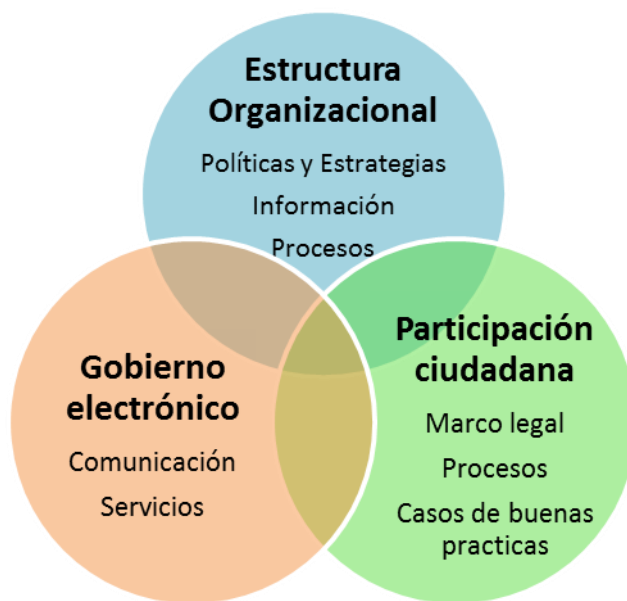 Estructura
Organizacional
Políticas y Estrategias
Información
Procesos
Gobierno
electrónico
Comunicación
Servicios
Participación
ciudadana
Marco legal
Procesos
Casos de buenas
practicas